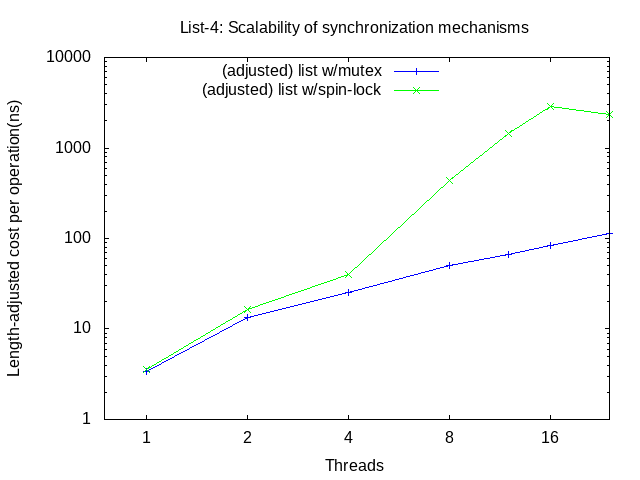 List-4: Scalability of synchronization mechanisms
(adjusted) list w/mutex
(adjusted) list w/spin-lock
Length-adjusted cost per operation(ns)
10000
1000
100
10
1
1 2 4 8 16
Threads